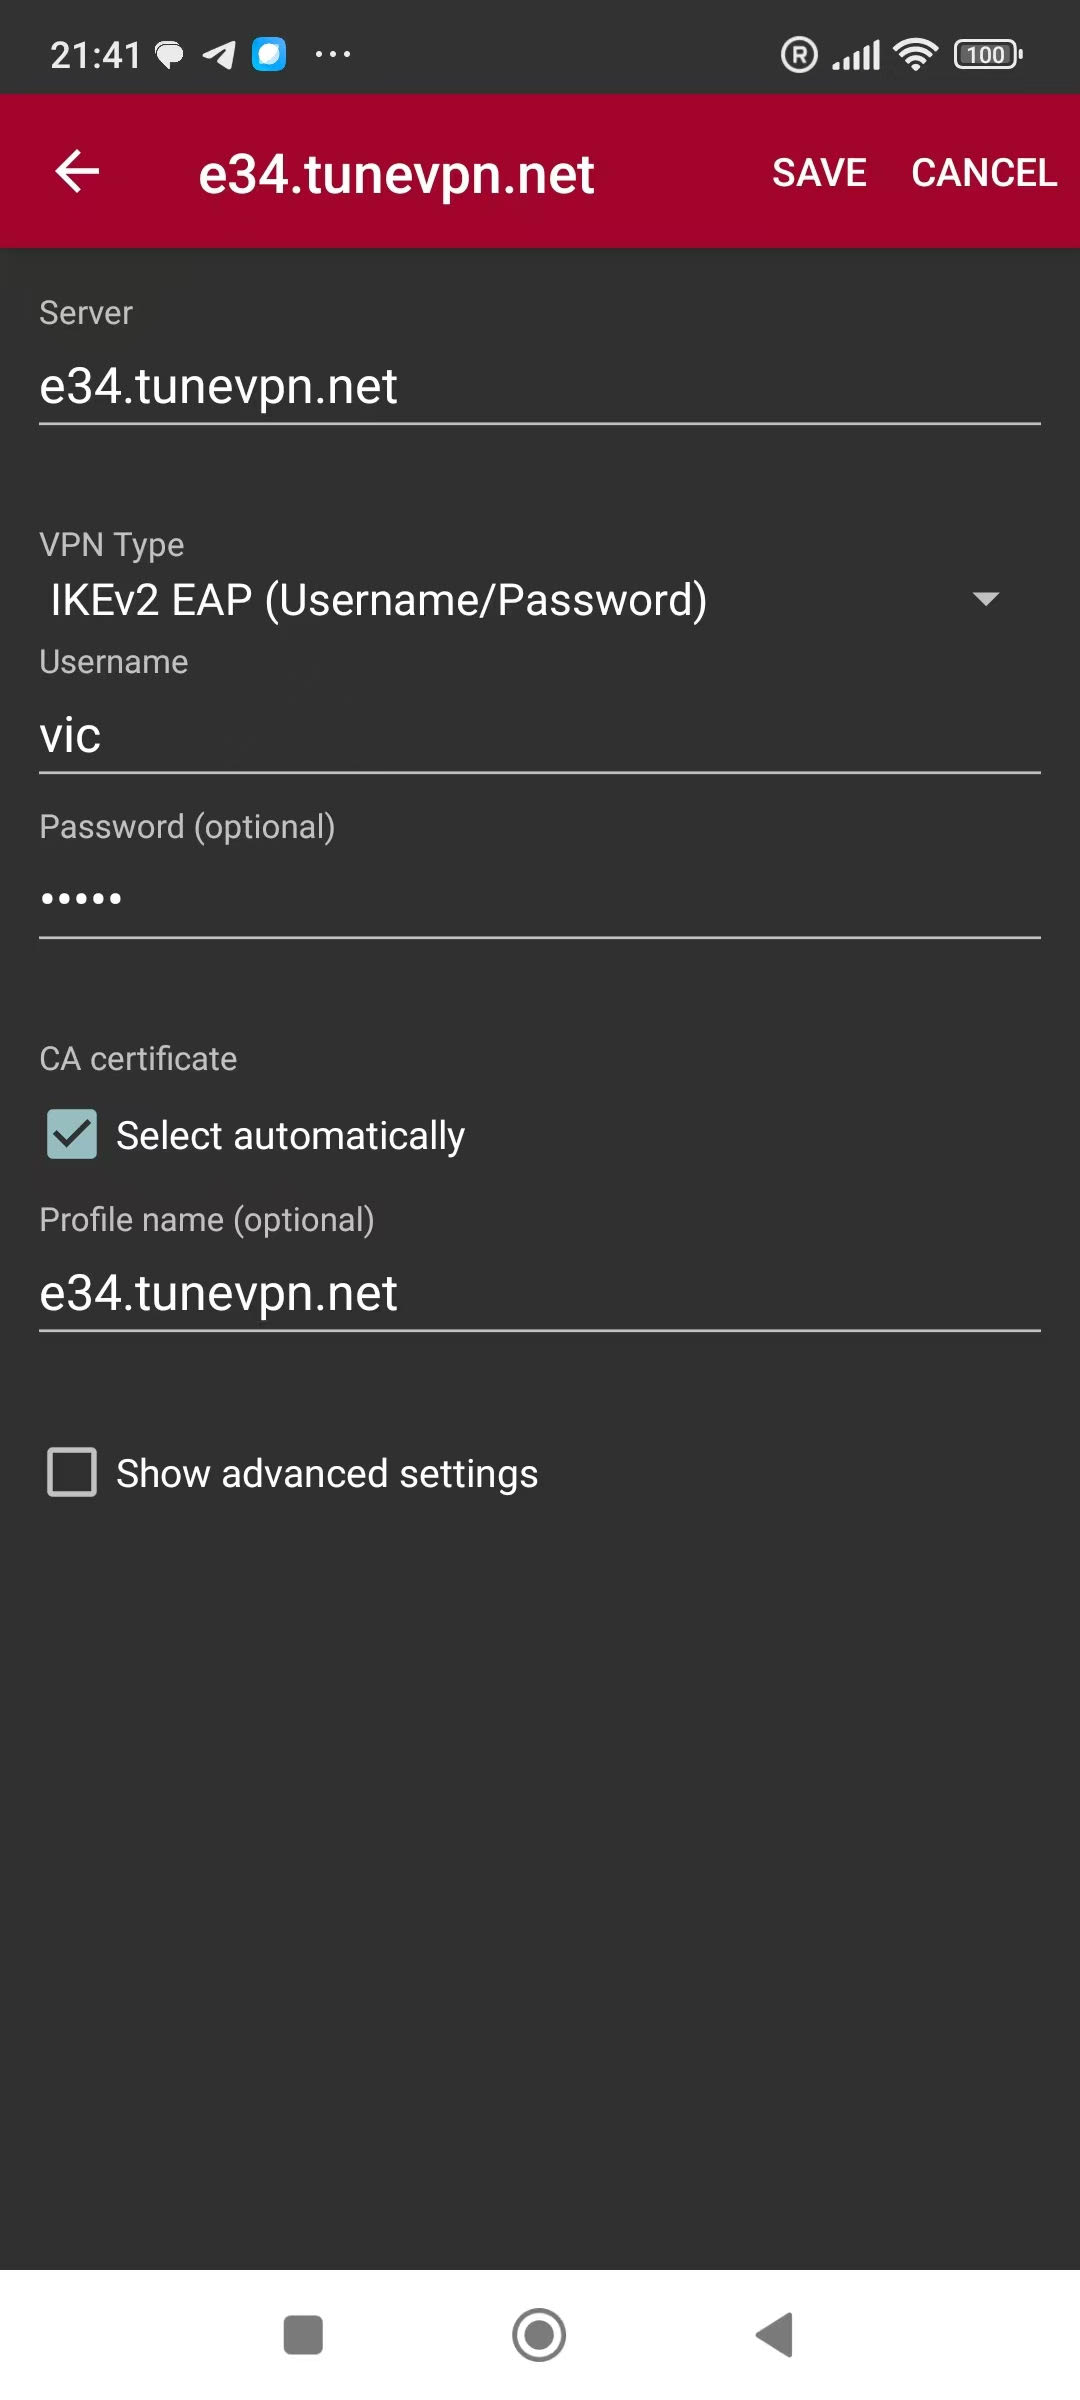 21:41
R
100
e34.tunevpn.net
SAVE
CANCEL
Server
e34.tunevpn.net
VPN Type
IKEv2 EAP (Username/Password)
Username
vic
Password (optional)
•••••
CA certificate
Select automatically
Profile name (optional)
e34.tunevpn.net
Show advanced settings